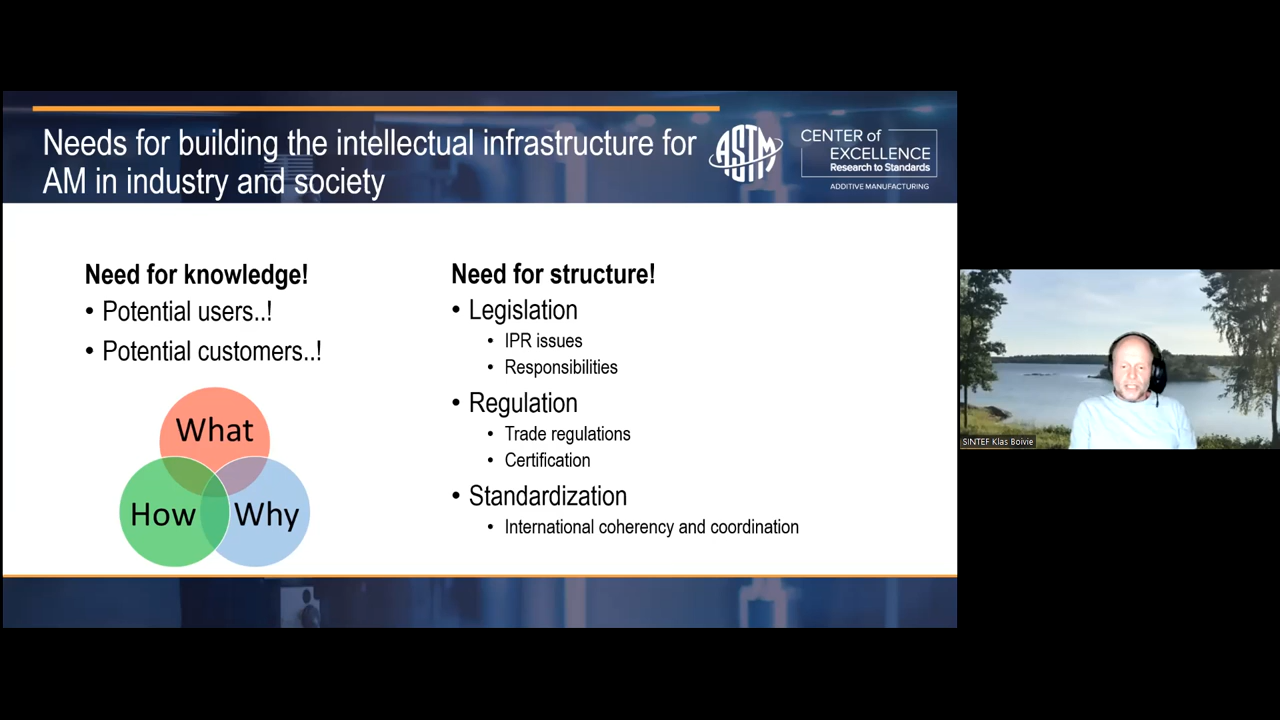 Needs for building the intellectual infrastructure for
AM in industry and society
ASTM
CENTER of
EXCELLENCE
Research to Standards
ADDITIVE MANUFACTURING
Need for knowledge!
• Potential users..!
• Potential customers..!
What
How
Why
Need for structure!
• Legislation
• IPR issues
• Responsibilities
• Regulation
• Trade regulations
• Certification
• Standardization
• International coherency and coordination
SINTEF Klas Boivie